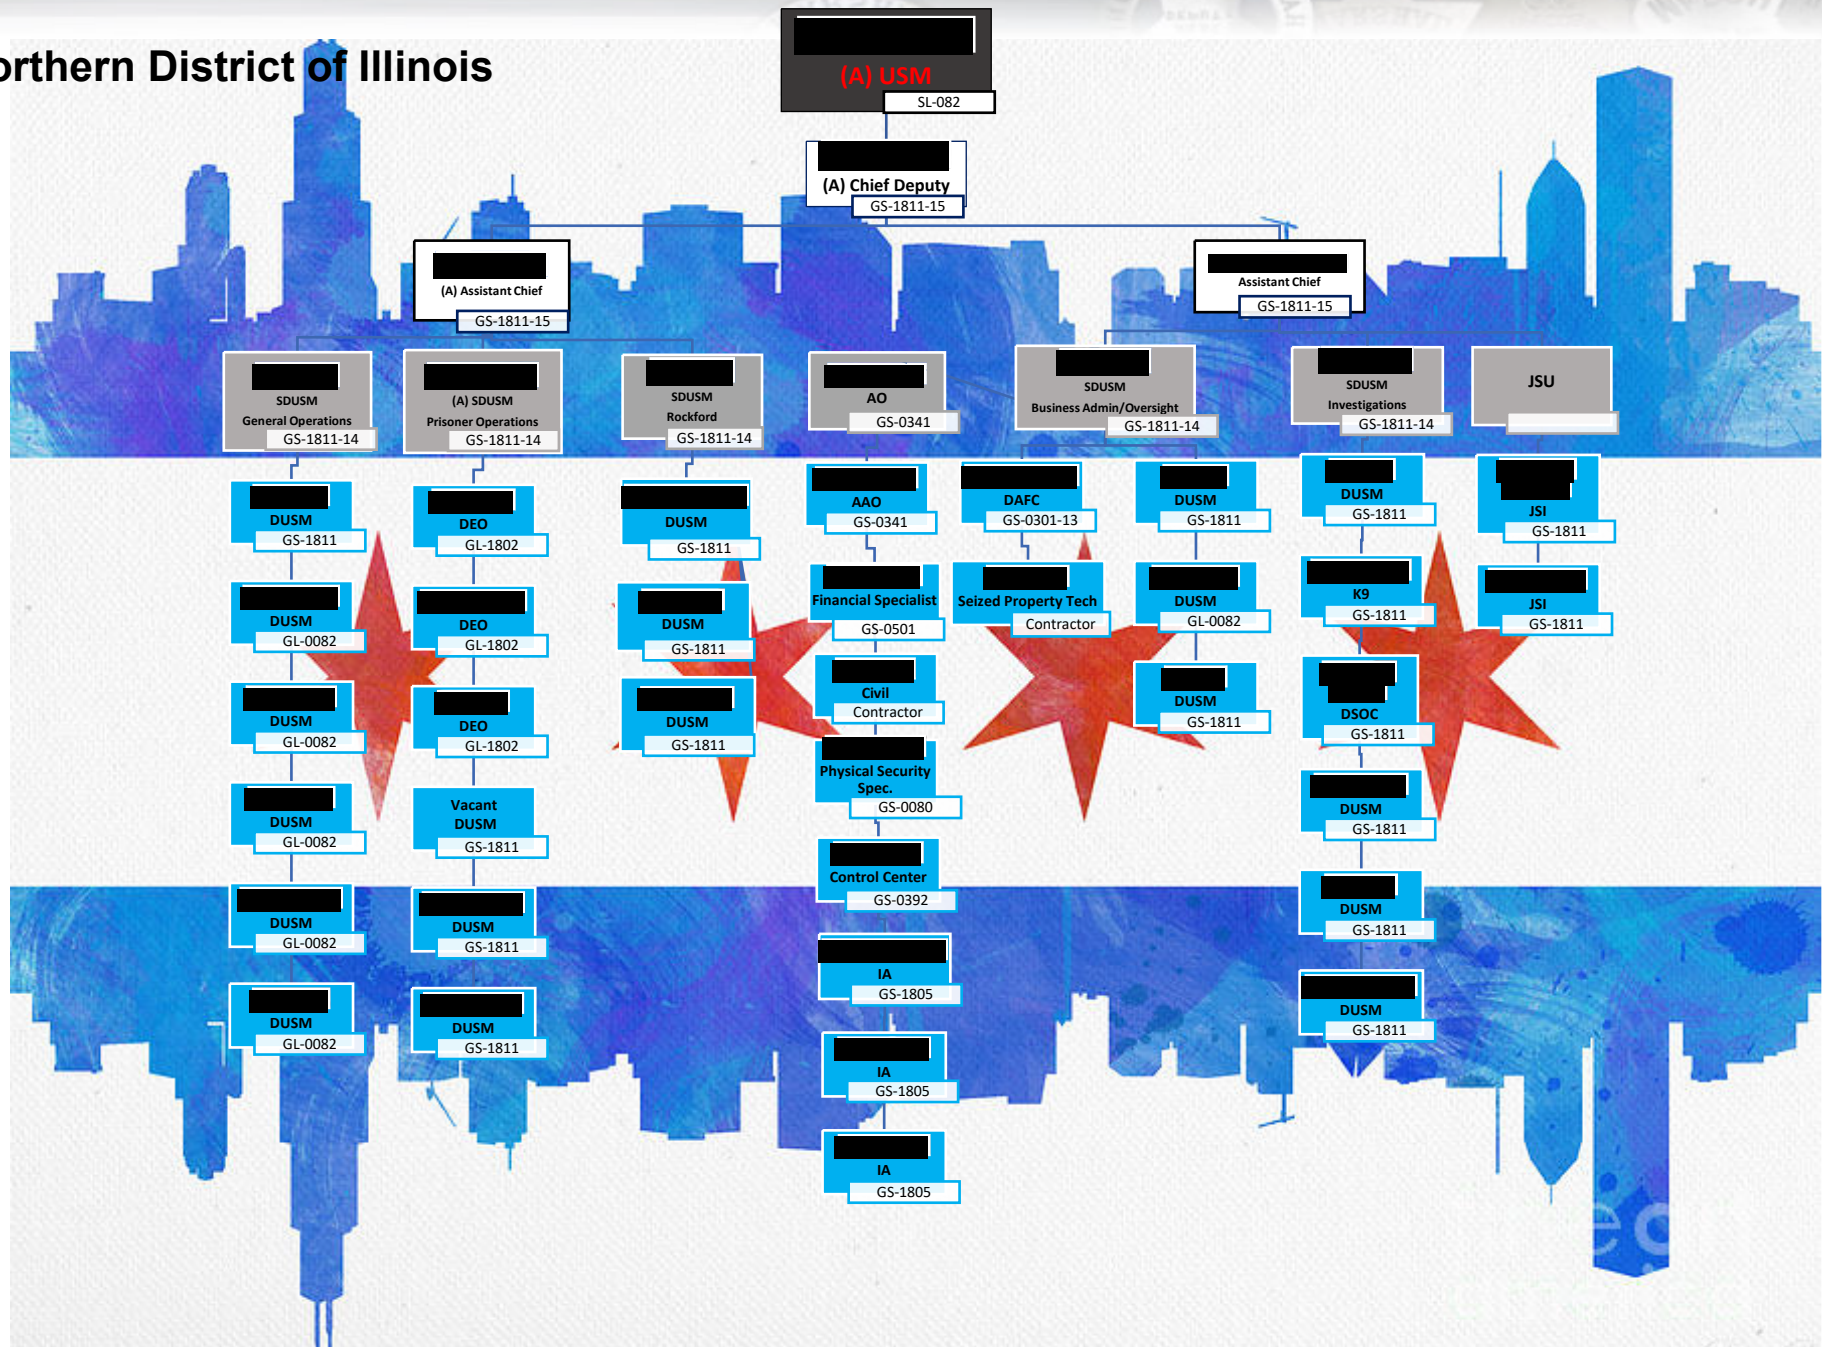 orthern District of Illinois
(A) USM
SL-082
(A) Chief Deputy
GS-1811-15
(A) Assistant Chief
GS-1811-15
Assistant Chief
GS-1811-15
SDUSM
General Operations
GS-1811-14
(A) SDUSM
Prisoner Operations
GS-1811-14
SDUSM
Rockford
GS-1811-14
AO
GS-0341
SDUSM
Business Admin/Oversight
GS-1811-14
SDUSM
Investigations
GS-1811-14
JSU
DUSM
GS-1811
DUSM
GL-0082
DUSM
GL-0082
DUSM
GL-0082
DUSM
GL-0082
DUSM
GL-0082
DEO
GL-1802
DEO
GL-1802
DEO
GL-1802
Vacant
DUSM
GS-1811
DUSM
GS-1811
DUSM
GS-1811
DUSM
GS-1811
DUSM
GS-1811
DUSM
GS-1811
AAO
GS-0341
Financial Specialist
GS-0501
Civil
Contractor
Physical Security
Spec.
GS-0080
Control Center
GS-0392
IA
GS-1805
IA
GS-1805
IA
GS-1805
DAFC
GS-0301-13
Seized Property Tech
Contractor
DUSM
GS-1811
DUSM
GL-0082
DUSM
GS-1811
DUSM
GS-1811
K9
GS-1811
DSOC
GS-1811
DUSM
GS-1811
DUSM
GS-1811
DUSM
GS-1811
JSI
GS-1811
JSI
GS-1811